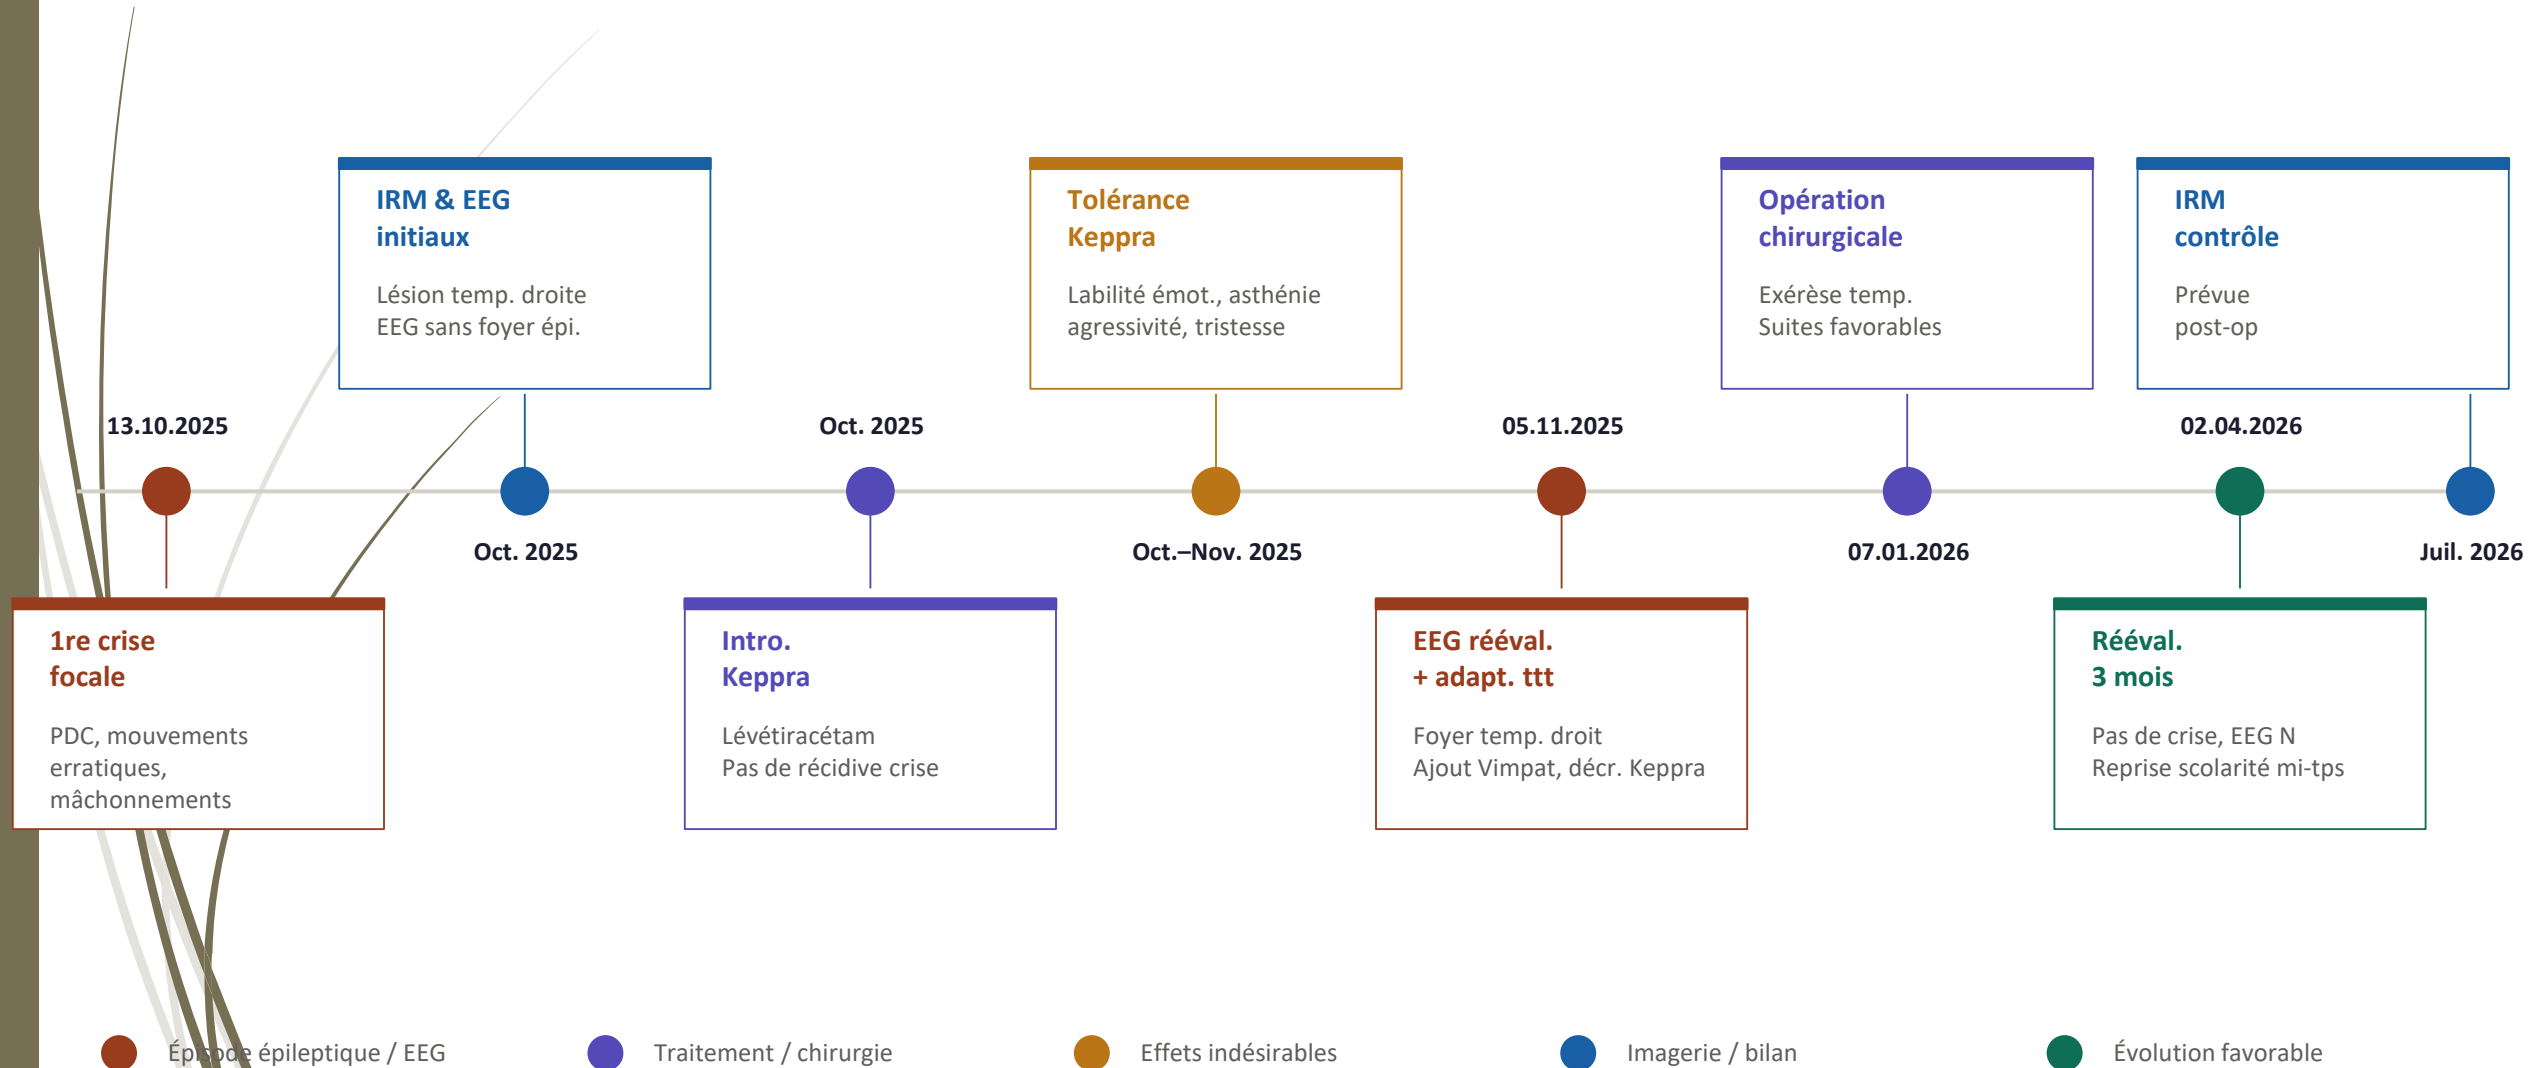 IRM & EEG
initiaux
Lésion temp. droite
EEG sans foyer épi.
Tolérance
Keppra
Labilité émot., asthénie
agressivité, tristesse
Opération
chirurgicale
Exérèse temp.
Suites favorables
IRM
contrôle
Prévue
post-op
13.10.2025
Oct. 2025
05.11.2025
02.04.2026
Oct. 2025
Oct.–Nov. 2025
07.01.2026
Juil. 2026
1re crise
focale
PDC, mouvements
erratiques,
mâchonnements
Intro.
Keppra
Lévétiracétam
Pas de récidive crise
EEG rééval.
+ adapt. ttt
Foyer temp. droit
Ajout Vimpat, décr. Keppra
Rééval.
3 mois
Pas de crise, EEG N
Reprise scolarité mi-tps
Épisode épileptique / EEG
Traitement / chirurgie
Effets indésirables
Imagerie / bilan
Évolution favorable